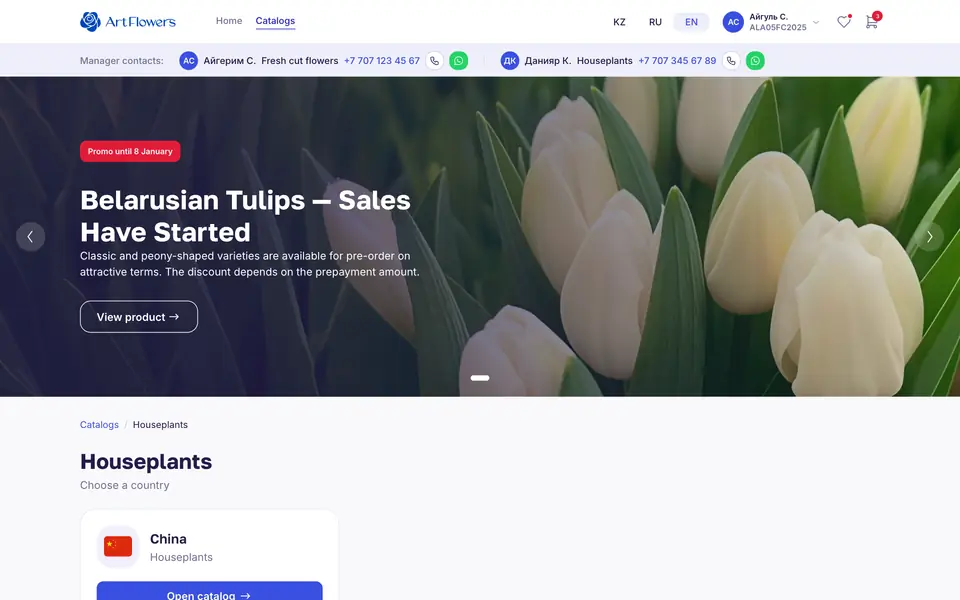 ArtFlowers
Home
Catalogs
KZ
RU
EN
АС
Айгуль С.
ALA05FC2025
3
Manager contacts:
АС
Айгерим С.
Fresh cut flowers
+7 707 123 45 67
ДК
Данияр К.
Houseplants
+7 707 345 67 89
Promo until 8 January
Belarusian Tulips — Sales
Have Started
Classic and peony-shaped varieties are available for pre-order on
attractive terms. The discount depends on the prepayment amount.
View product →
Catalogs / Houseplants
Houseplants
Choose a country
China
Houseplants
Open catalog →